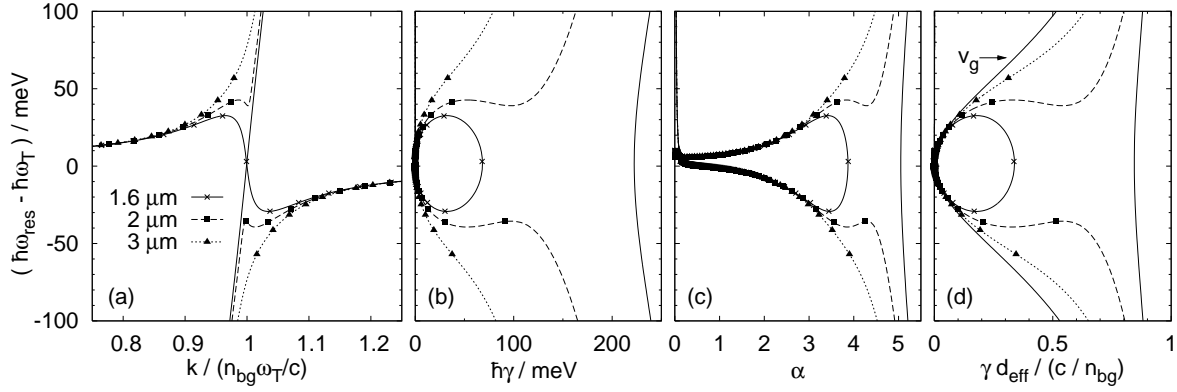 ( ħω_res - ħω_T ) / meV
100
50
0
-50
-100
1.6 μm
2 μm
3 μm
(a)
(b)
(c)
(d)
v_g
0.8 0.9 1 1.1 1.2
0 100 200
0 1 2 3 4 5
0 0.5 1
k / (n_bg ω_T/c)
ħγ / meV
α
γ d_eff / (c / n_bg)